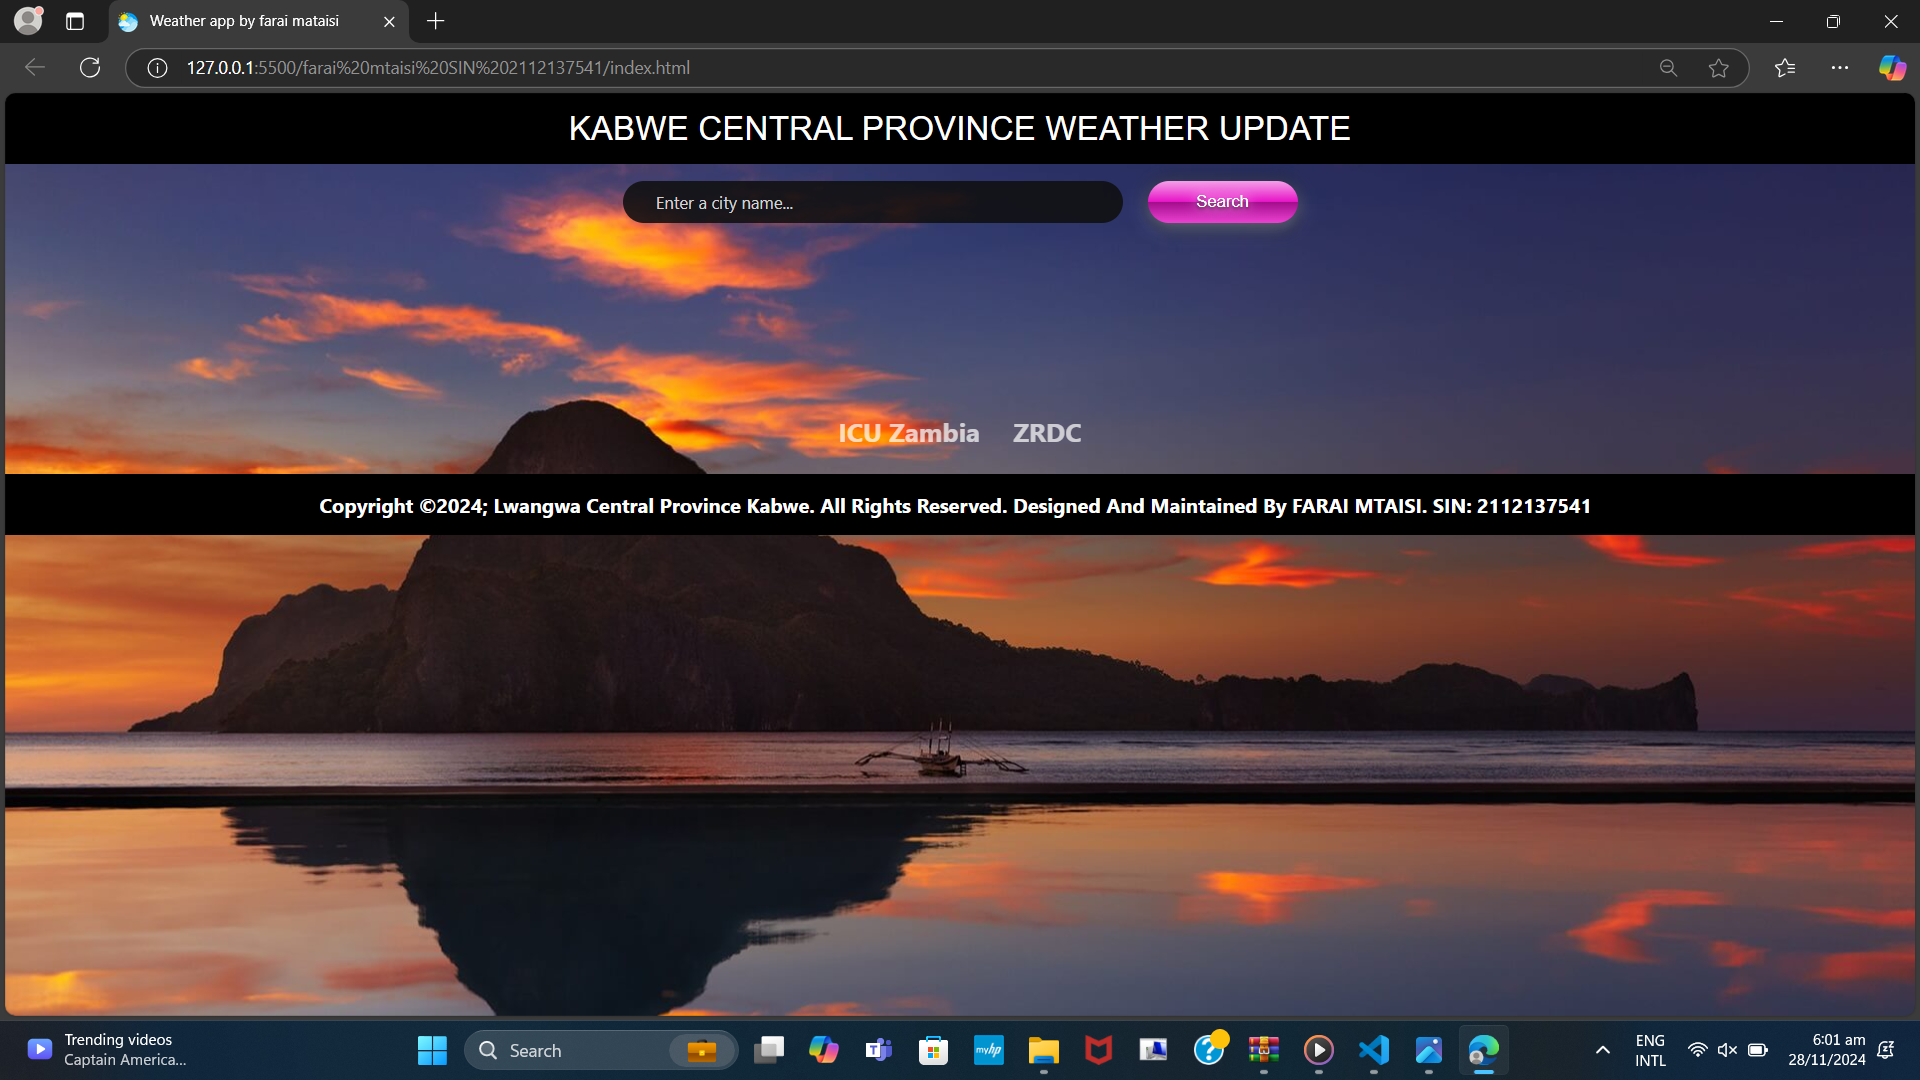 Weather app by farai mataisi
127.0.0.1:5500/farai%20mtaisi%20SIN%202112137541/index.html
KABWE CENTRAL PROVINCE WEATHER UPDATE
Enter a city name...
Search
ICU Zambia
ZRDC
Copyright ©2024; Lwangwa Central Province Kabwe. All Rights Reserved. Designed And Maintained By FARAI MTAISI. SIN: 2112137541
Trending videos
Captain America...
Search
myhp
ENG
INTL
6:01 am
28/11/2024